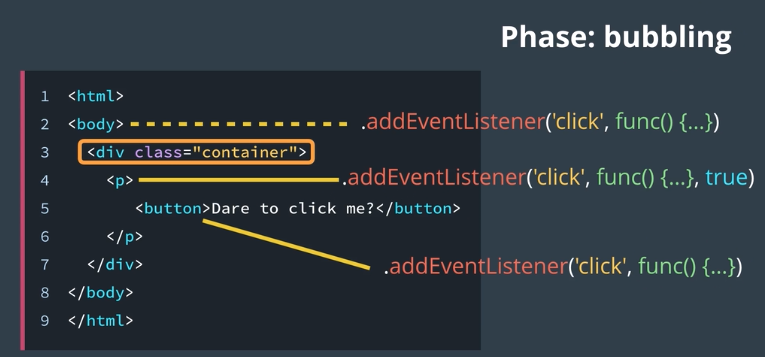 Phase: bubbling
1 <html>
2 <body> .addEventListener('click', func() {...})
3 <div class="container">
4 <p> .addEventListener('click', func() {...}, true)
5 <button>Dare to click me?</button>
6 </p>
7 </div> .addEventListener('click', func() {...})
8 </body>
9 </html>